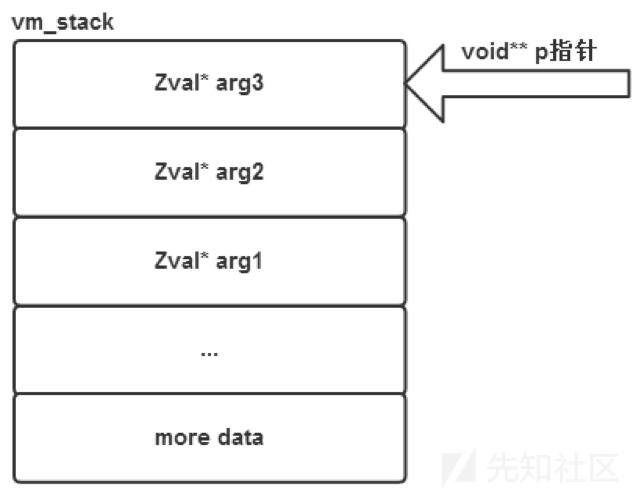 vm_stack
void** p指针
Zval* arg3
Zval* arg2
Zval* arg1
...
more data
先知社区